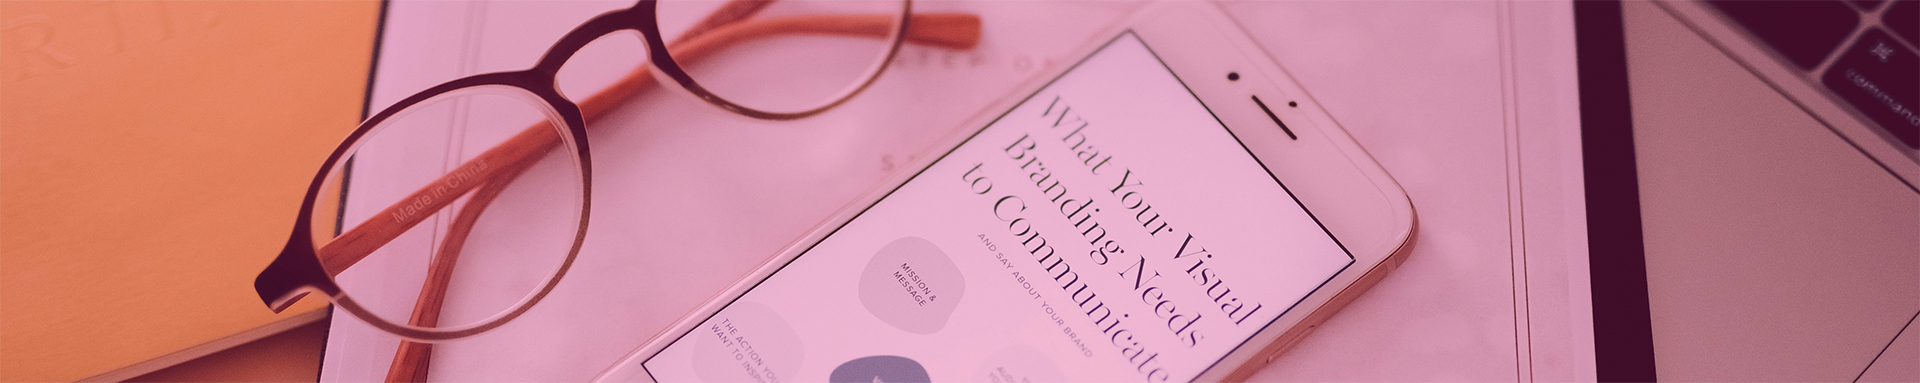 What Your Visual
Branding Needs
to Communicate
AND SAY ABOUT YOUR BRAND
MISSION &
MESSAGE
THE ACTION YOU
WANT TO
Made in China
command